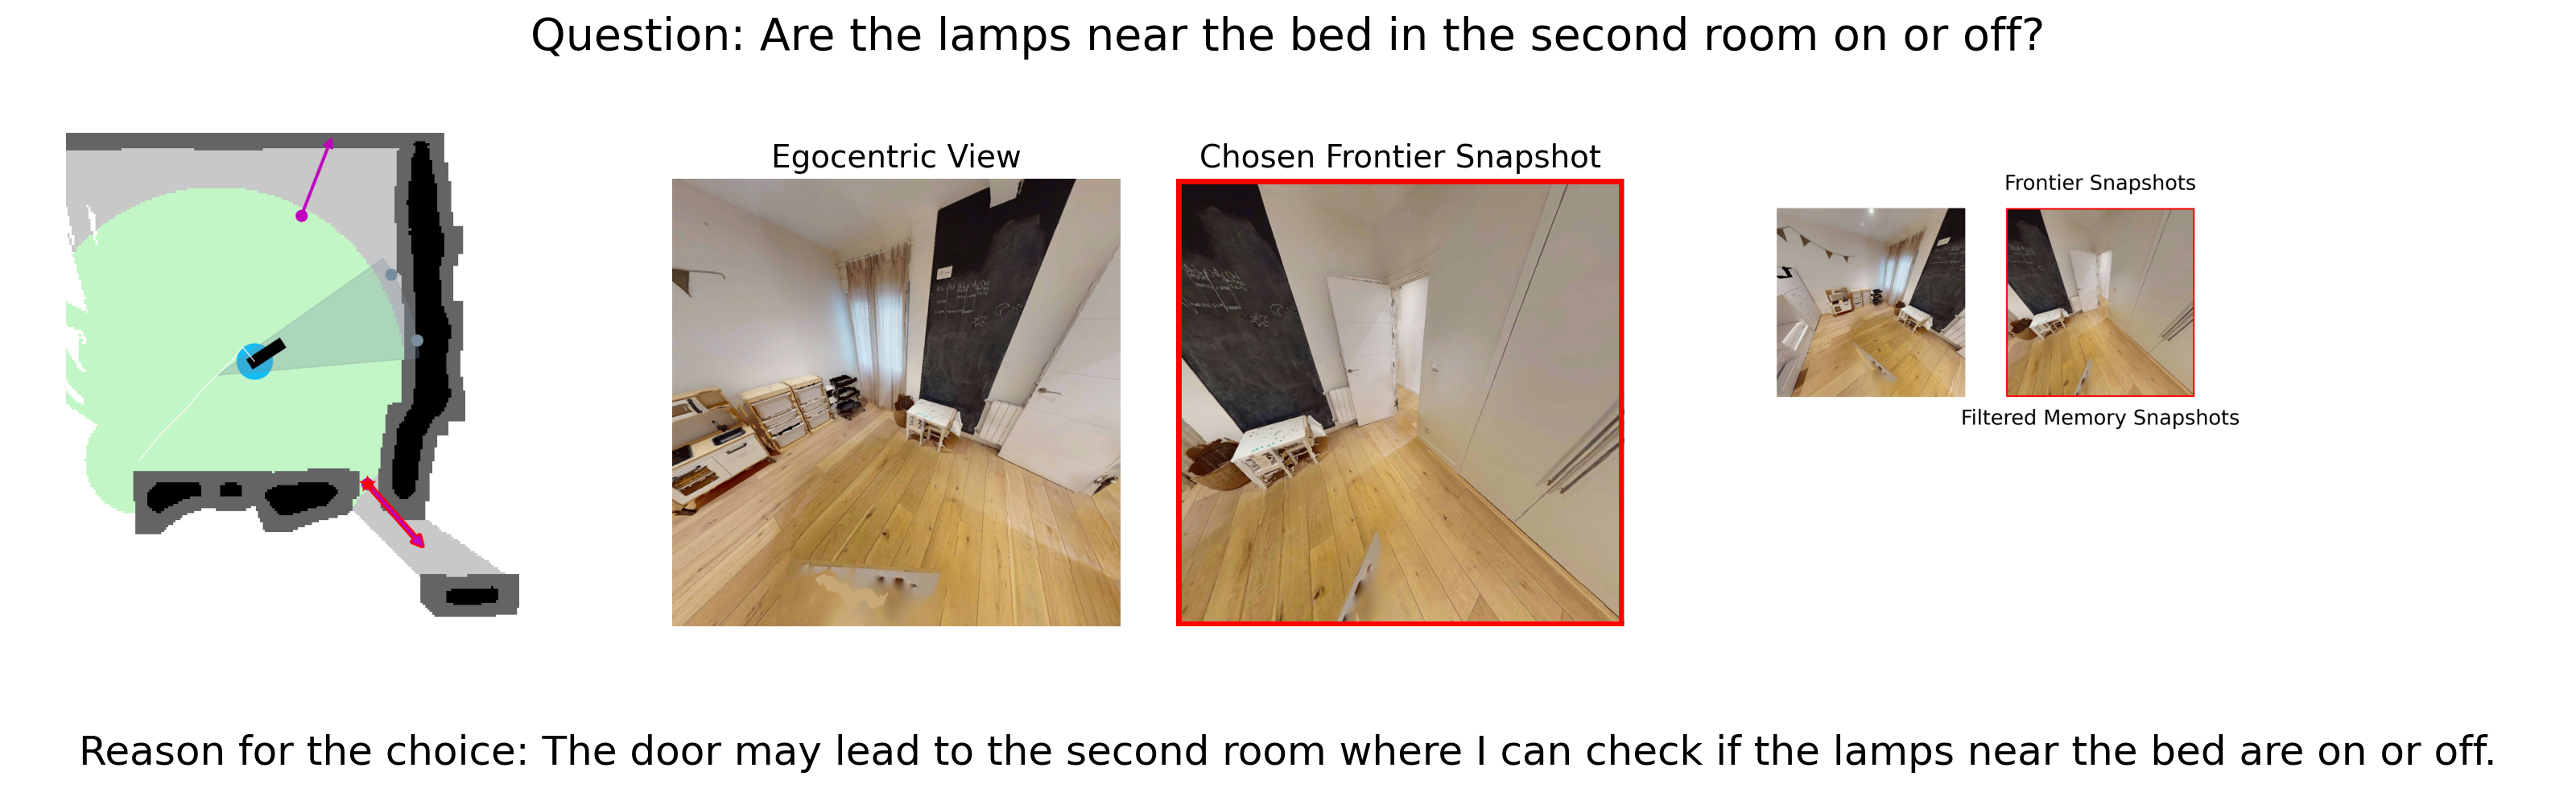 Question: Are the lamps near the bed in the second room on or off?
Egocentric View
Chosen Frontier Snapshot
Frontier Snapshots
Filtered Memory Snapshots
Reason for the choice: The door may lead to the second room where I can check if the lamps near the bed are on or off.